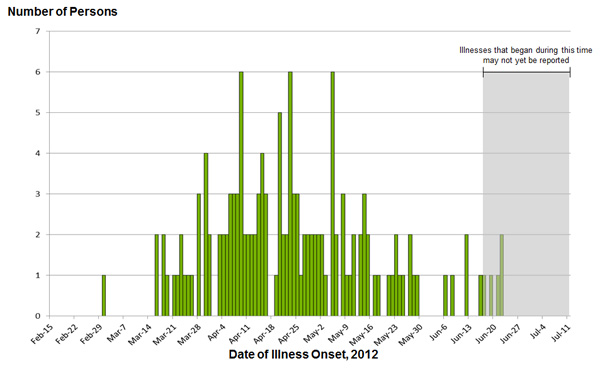 Number of Persons
Illnesses that began during this time
may not yet be reported
7
6
5
4
3
2
1
0
Feb-15
Feb-22
Feb-29
Mar-7
Mar-14
Mar-21
Mar-28
Apr-4
Apr-11
Apr-18
Apr-25
May-2
May-9
May-16
May-23
May-30
Jun-6
Jun-13
Jun-20
Jun-27
Jul-4
Jul-11
Date of Illness Onset, 2012